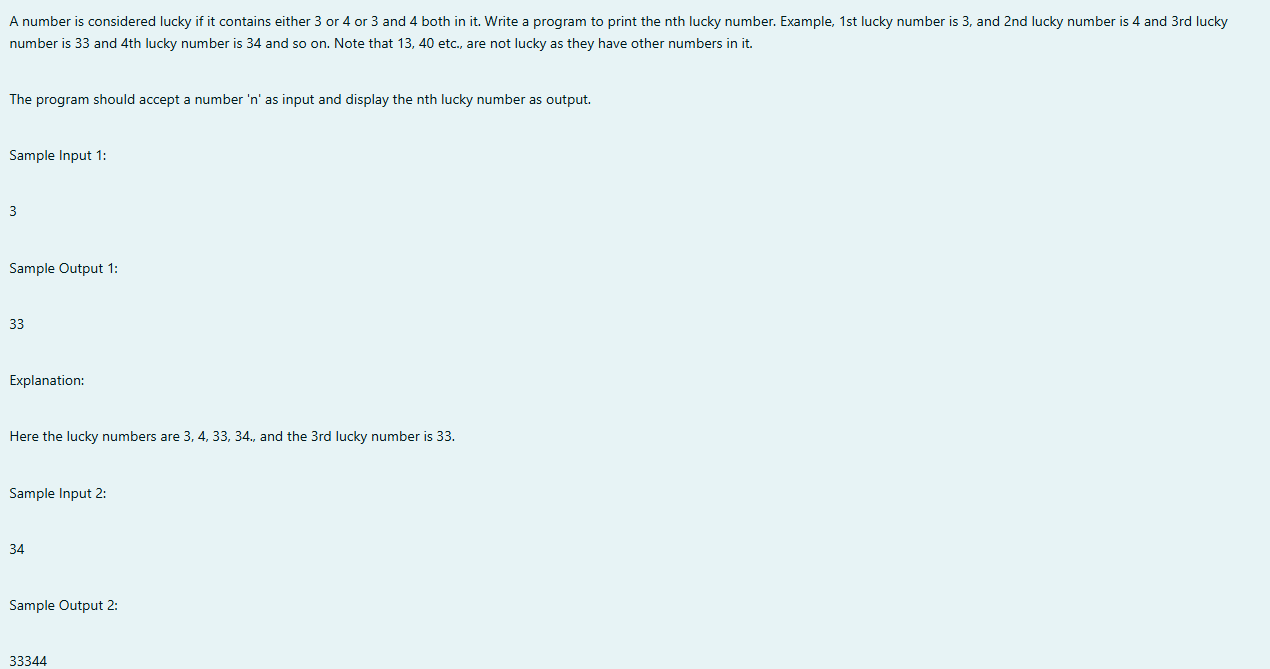 A number is considered lucky if it contains either 3 or 4 or 3 and 4 both in it. Write a program to print the nth lucky number. Example, 1st lucky number is 3, and 2nd lucky number is 4 and 3rd lucky
number is 33 and 4th lucky number is 34 and so on. Note that 13, 40 etc., are not lucky as they have other numbers in it.
The program should accept a number 'n' as input and display the nth lucky number as output.
Sample Input 1:
3
Sample Output 1:
33
Explanation:
Here the lucky numbers are 3, 4, 33, 34., and the 3rd lucky number is 33.
Sample Input 2:
34
Sample Output 2:
33344